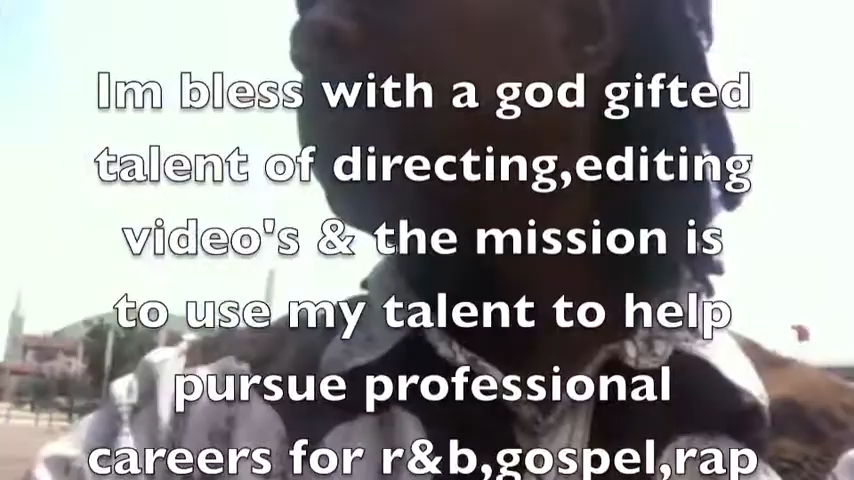 Im bless with a god gifted
talent of directing,editing
video's & the mission is
to use my talent to help
pursue professional
careers for r&b,gospel,rap